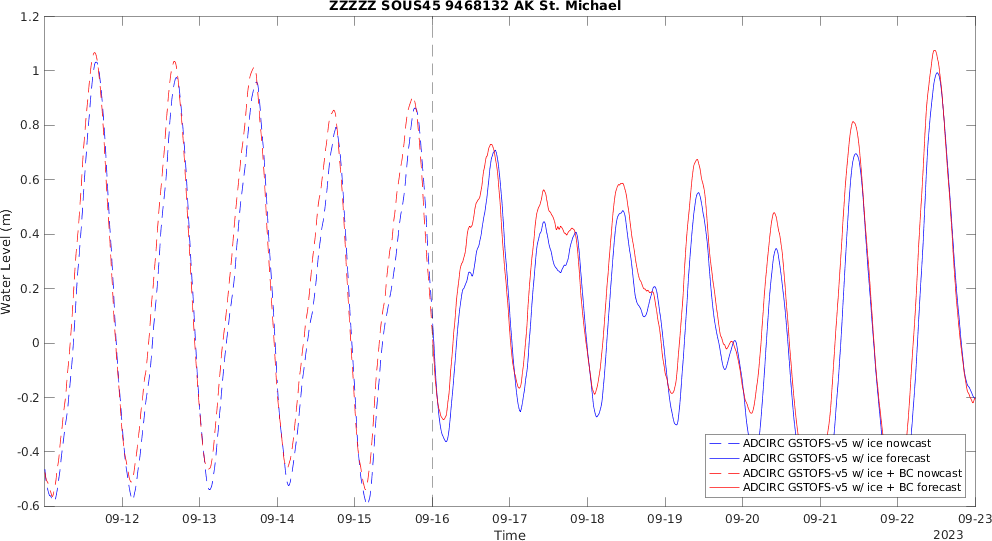 ZZZZZ SOUS45 9468132 AK St. Michael
1.2
1
0.8
0.6
0.4
0.2
0
-0.2
-0.4
-0.6
Water Level (m)
ADCIRC GSTOFS-v5 w/ ice nowcast
ADCIRC GSTOFS-v5 w/ ice forecast
ADCIRC GSTOFS-v5 w/ ice + BC nowcast
ADCIRC GSTOFS-v5 w/ ice + BC forecast
09-12 09-13 09-14 09-15 09-16 09-17 09-18 09-19 09-20 09-21 09-22 09-23
Time
2023